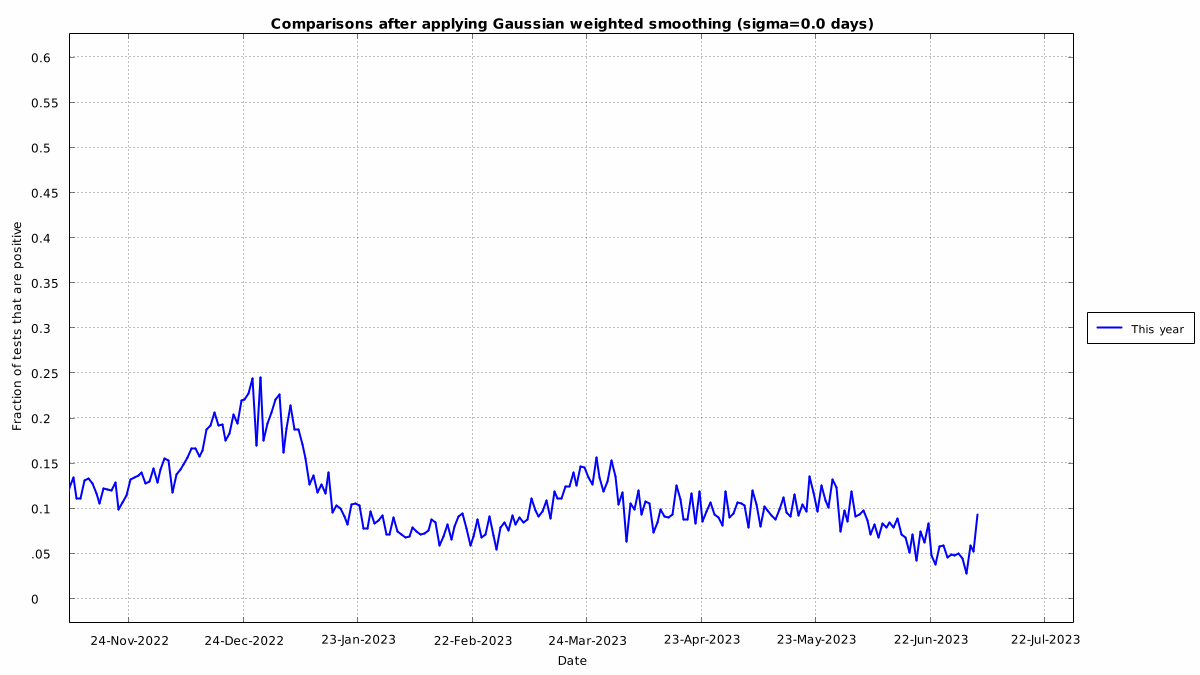 Comparisons after applying Gaussian weighted smoothing (sigma=0.0 days)
0.6
0.55
0.5
0.45
0.4
0.35
0.3
0.25
0.2
0.15
0.1
.05
0
Fraction of tests that are positive
This year
24-Nov-2022 24-Dec-2022 23-Jan-2023 22-Feb-2023 24-Mar-2023 23-Apr-2023 23-May-2023 22-Jun-2023 22-Jul-2023
Date